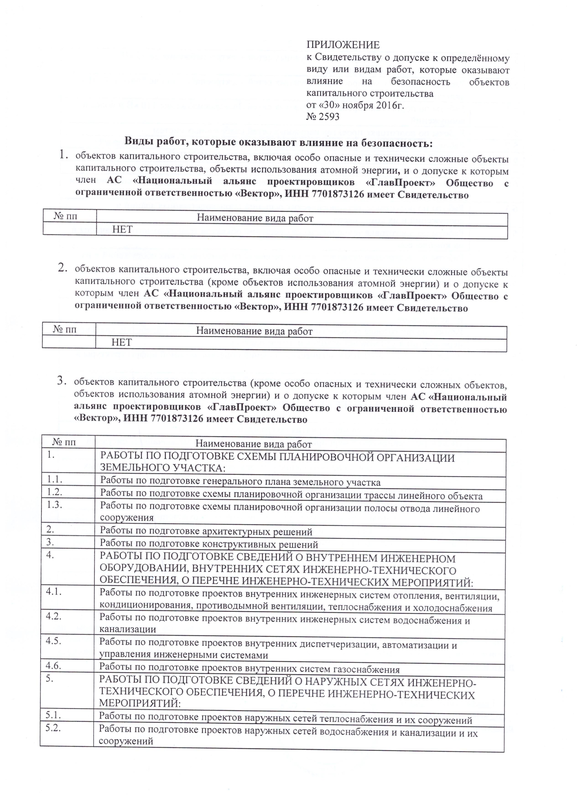 ПРИЛОЖЕНИЕ
к Свидетельству о допуске к определённому
виду или видам работ, которые оказывают
влияние на безопасность объектов
капитального строительства
от «30» ноября 2016г.
№ 2593
Виды работ, которые оказывают влияние на безопасность:
1. объектов капитального строительства, включая особо опасные и технически сложные объекты
капитального строительства, объекты использования атомной энергии, и о допуске к которым
член АС «Национальный альянс проектировщиков «ГлавПроект» Общество с
ограниченной ответственностью «Вектор», ИНН 7701873126 имеет Свидетельство
№ пп Наименование вида работ
НЕТ
2. объектов капитального строительства, включая особо опасные и технически сложные объекты
капитального строительства (кроме объектов использования атомной энергии) и о допуске к
которым член АС «Национальный альянс проектировщиков «ГлавПроект» Общество с
ограниченной ответственностью «Вектор», ИНН 7701873126 имеет Свидетельство
№ пп Наименование вида работ
НЕТ
3. объектов капитального строительства (кроме особо опасных и технически сложных объектов,
объектов использования атомной энергии) и о допуске к которым член АС «Национальный
альянс проектировщиков «ГлавПроект» Общество с ограниченной ответственностью
«Вектор», ИНН 7701873126 имеет Свидетельство
№ пп Наименование вида работ
1. РАБОТЫ ПО ПОДГОТОВКЕ СХЕМЫ ПЛАНИРОВОЧНОЙ ОРГАНИЗАЦИИ
ЗЕМЕЛЬНОГО УЧАСТКА:
1.1. Работы по подготовке генерального плана земельного участка
1.2. Работы по подготовке схемы планировочной организации трассы линейного объекта
1.3. Работы по подготовке схемы планировочной организации полосы отвода линейного
сооружения
2. Работы по подготовке архитектурных решений
3. Работы по подготовке конструктивных решений
4. РАБОТЫ ПО ПОДГОТОВКЕ СВЕДЕНИЙ О ВНУТРЕННЕМ ИНЖЕНЕРНОМ
ОБОРУДОВАНИИ, ВНУТРЕННИХ СЕТЯХ ИНЖЕНЕРНО-ТЕХНИЧЕСКОГО
ОБЕСПЕЧЕНИЯ, О ПЕРЕЧНЕ ИНЖЕНЕРНО-ТЕХНИЧЕСКИХ МЕРОПРИЯТИЙ:
4.1. Работы по подготовке проектов внутренних инженерных систем отопления, вентиляции,
кондиционирования, противодымной вентиляции, теплоснабжения и холодоснабжения
4.2. Работы по подготовке проектов внутренних инженерных систем водоснабжения и
канализации
4.5. Работы по подготовке проектов внутренних диспетчеризации, автоматизации и
управления инженерными системами
4.6. Работы по подготовке проектов внутренних систем газоснабжения
5. РАБОТЫ ПО ПОДГОТОВКЕ СВЕДЕНИЙ О НАРУЖНЫХ СЕТЯХ ИНЖЕНЕРНО-
ТЕХНИЧЕСКОГО ОБЕСПЕЧЕНИЯ, О ПЕРЕЧНЕ ИНЖЕНЕРНО-ТЕХНИЧЕСКИХ
МЕРОПРИЯТИЙ:
5.1. Работы по подготовке проектов наружных сетей теплоснабжения и их сооружений
5.2. Работы по подготовке проектов наружных сетей водоснабжения и канализации и их
сооружений